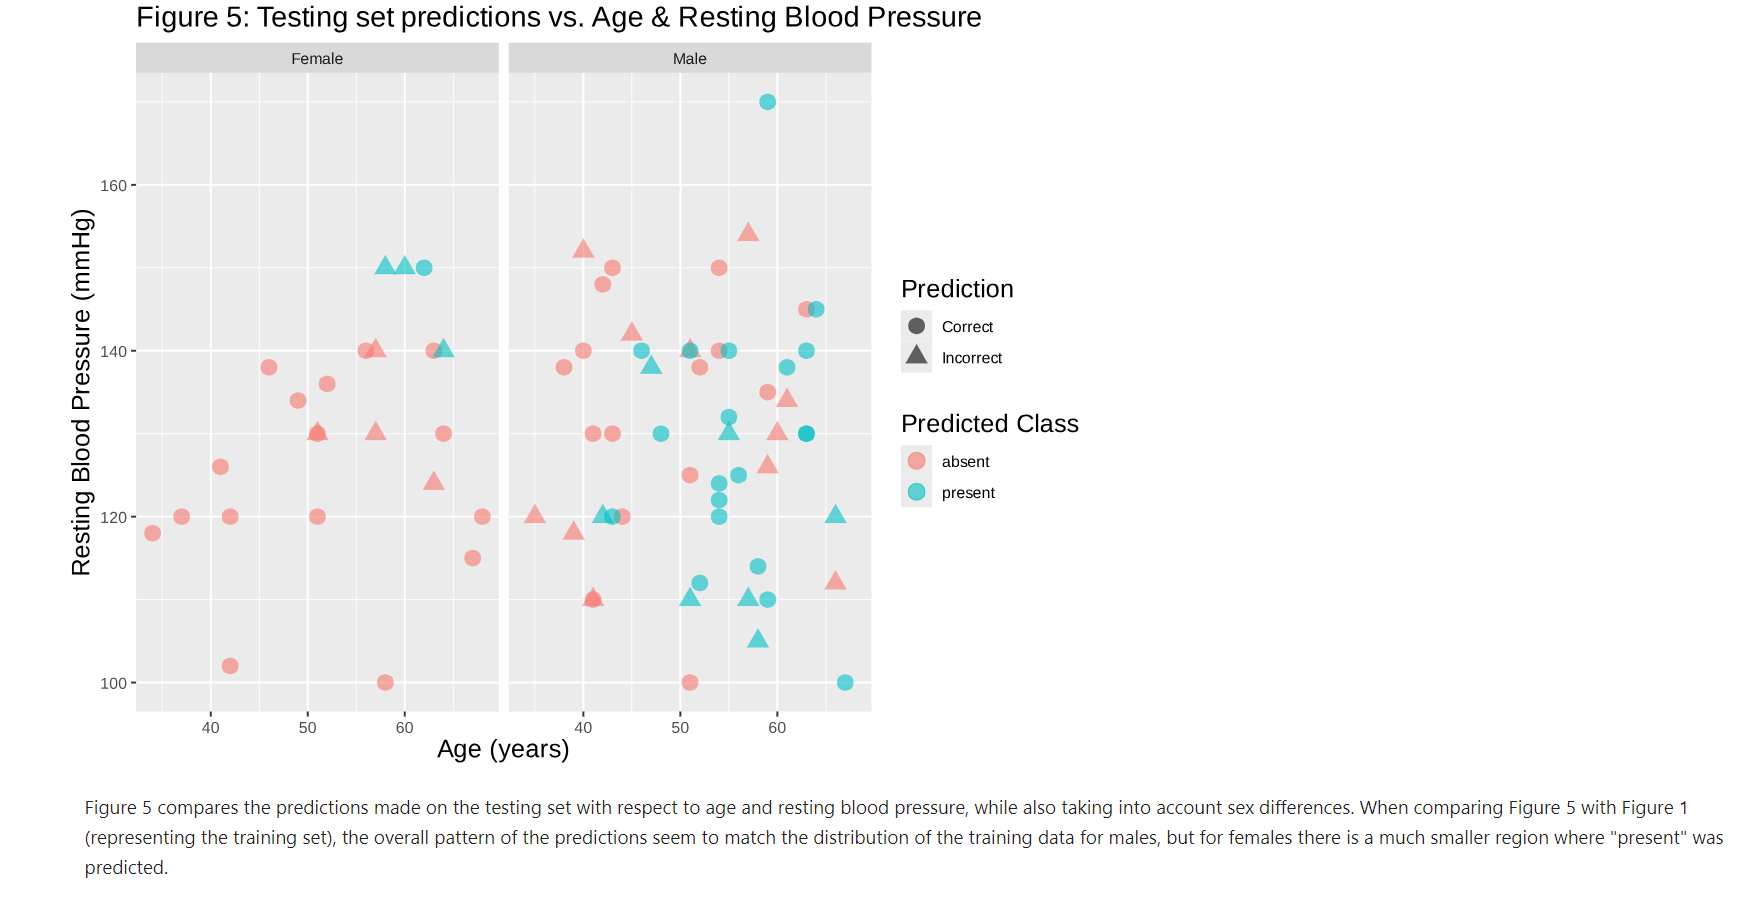 Figure 5: Testing set predictions vs. Age & Resting Blood Pressure
Female
Male
Resting Blood Pressure (mmHg)
160
140
120
100
40
50
60
40
50
60
Age (years)
Prediction
Correct
Incorrect
Predicted Class
absent
present
Figure 5 compares the predictions made on the testing set with respect to age and resting blood pressure, while also taking into account sex differences. When comparing Figure 5 with Figure 1
(representing the training set), the overall pattern of the predictions seem to match the distribution of the training data for males, but for females there is a much smaller region where "present" was
predicted.